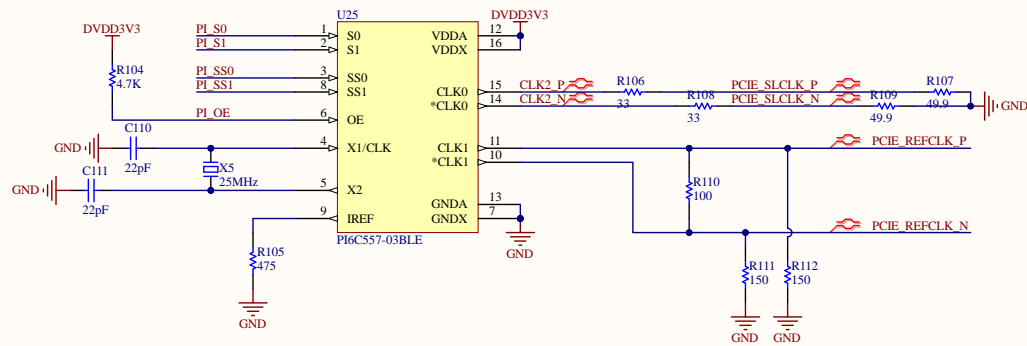 U25
DVDD3V3
R104
4.7K
PI_S0
PI_S1
PI_SS0
PI_SS1
PI_OE
1
2
3
8
6
4
5
9
S0
S1
SS0
SS1
OE
X1/CLK
X2
IREF
VDDA
VDDX
CLK0
*CLK0
CLK1
*CLK1
GNDA
GNDX
12
16
15
14
11
10
13
7
DVDD3V3
PI6C557-03BLE
GND
C110
22pF
GND
C111
22pF
X5
25MHz
R105
475
GND
CLK2_P
CLK2_N
R106
33
R108
33
PCIE_SLCLK_P
PCIE_SLCLK_N
R107
49.9
R109
49.9
GND
PCIE_REFCLK_P
R110
100
PCIE_REFCLK_N
GND
R111
150
R112
150
GND
GND